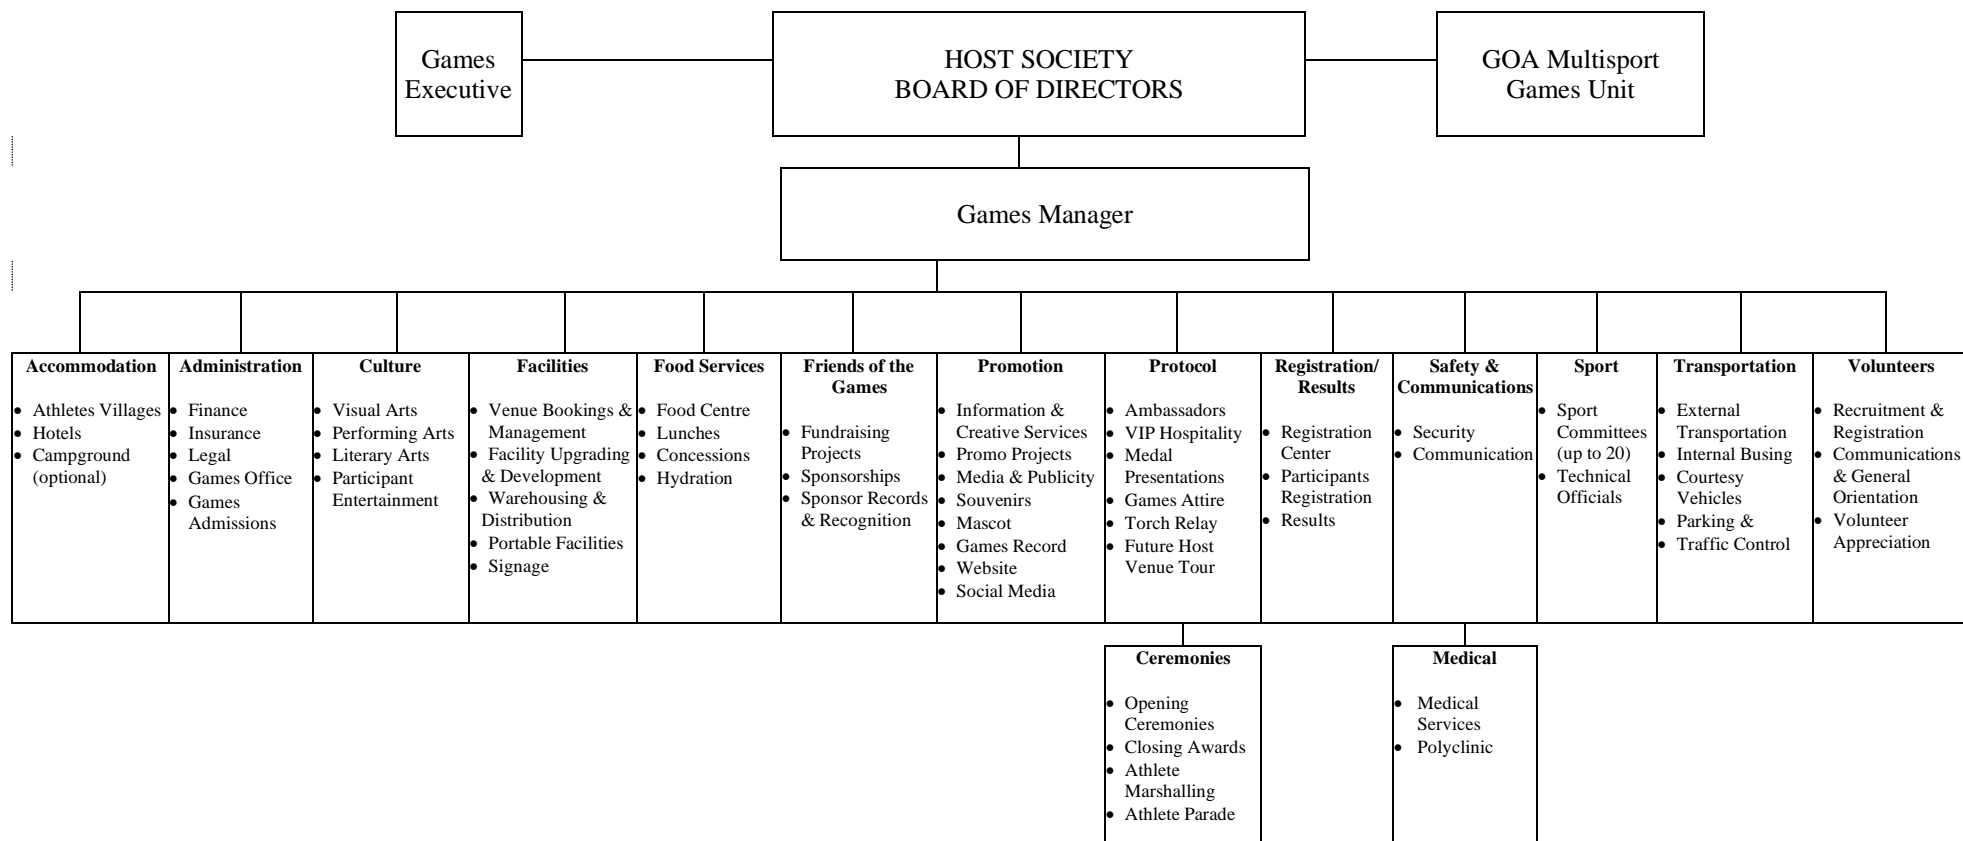 Games
Executive
HOST SOCIETY
BOARD OF DIRECTORS
GOA Multisport
Games Unit
Games Manager
Accommodation
• Athletes Villages
• Hotels
• Campground
(optional)
Administration
• Finance
• Insurance
• Legal
• Games Office
• Games
Admissions
Culture
• Visual Arts
• Performing Arts
• Literary Arts
• Participant
Entertainment
Facilities
• Venue Bookings &
Management
• Facility Upgrading
& Development
• Warehousing &
Distribution
• Portable Facilities
• Signage
Food Services
• Food Centre
• Lunches
• Concessions
• Hydration
Friends of the
Games
• Fundraising
Projects
• Sponsorships
• Sponsor Records
& Recognition
Promotion
• Information &
Creative Services
• Promo Projects
• Media & Publicity
• Souvenirs
• Mascot
• Games Record
• Website
• Social Media
Protocol
• Ambassadors
• VIP Hospitality
• Medal
Presentations
• Games Attire
• Torch Relay
• Future Host
Venue Tour
Registration/
Results
• Registration
Center
• Participants
Registration
• Results
Safety &
Communications
• Security
• Communication
Sport
• Sport
Committees
(up to 20)
• Technical
Officials
Transportation
• External
Transportation
• Internal Busing
• Courtesy
Vehicles
• Parking &
• Traffic Control
Volunteers
• Recruitment &
Registration
• Communications
& General
Orientation
• Volunteer
Appreciation
Ceremonies
• Opening
Ceremonies
• Closing Awards
• Athlete
Marshalling
• Athlete Parade
Medical
• Medical
Services
• Polyclinic